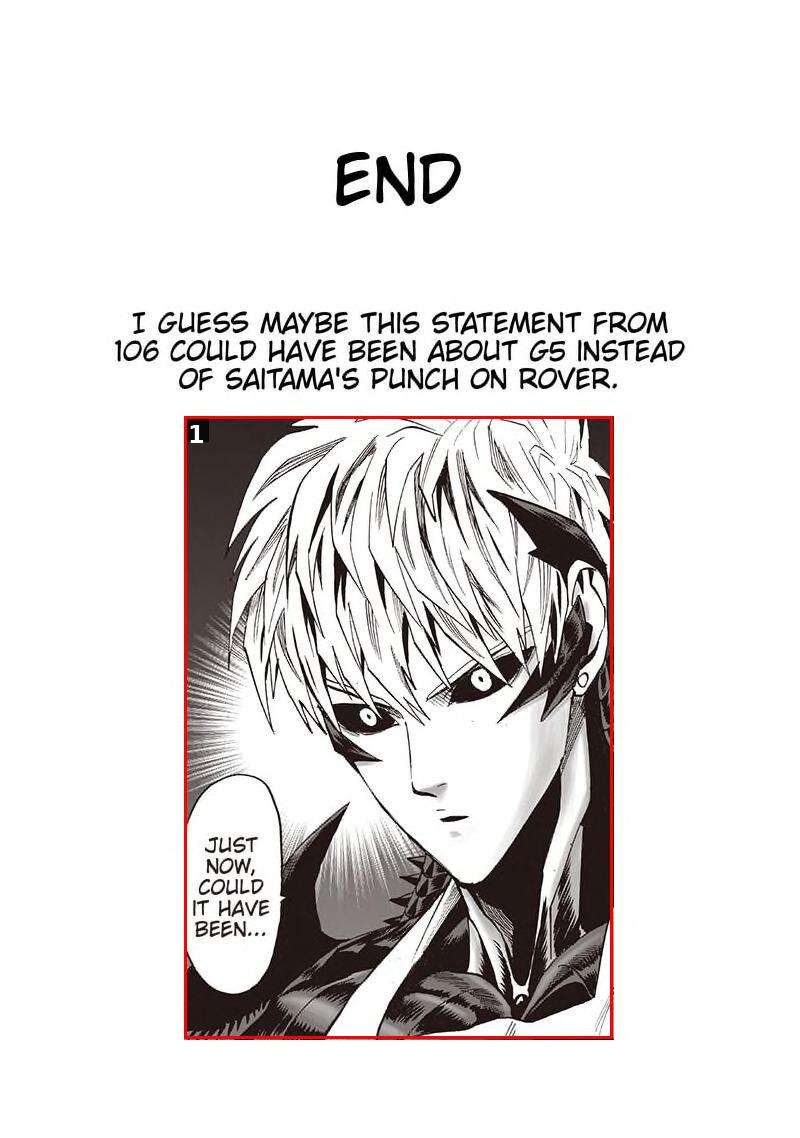 END
I GUESS MAYBE THIS STATEMENT FROM
106 COULD HAVE BEEN ABOUT G5 INSTEAD
OF SAITAMA'S PUNCH ON ROVER.
1
JUST
NOW,
COULD
IT HAVE
BEEN...